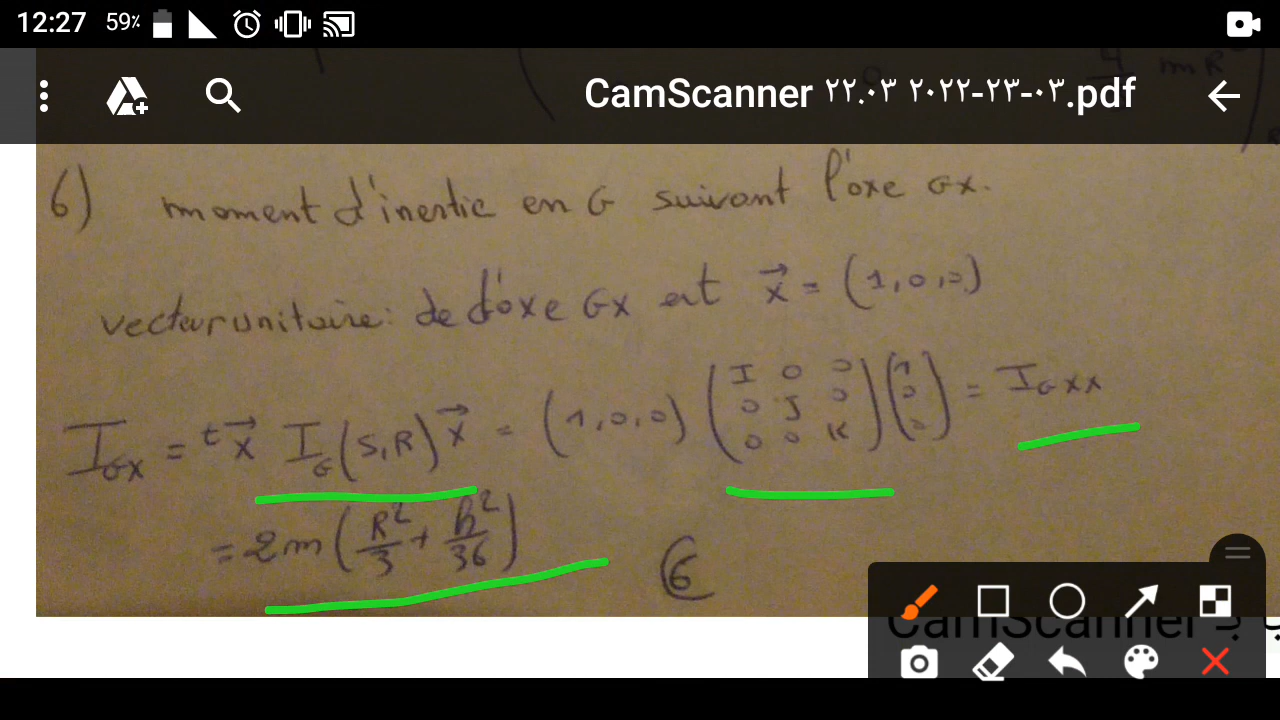 12:27 59%
CamScanner ٢٢.٠٣ ٢٠٢٢-٢٣-٠٣.pdf
4 m R
6) moment d'inertie en G suivant l'axe Gx.
vecteur unitaire: de d'axe Gx est x⃗ = (1,0,0)
I_Gx = ᵗx⃗ I_G(S,R) x⃗ = (1,0,0) (I 0 0 / 0 J 0 / 0 0 K) (1 / 0 / 0) = I_Gxx
= 2m (R²/3 + h²/36)
6
CamScanner